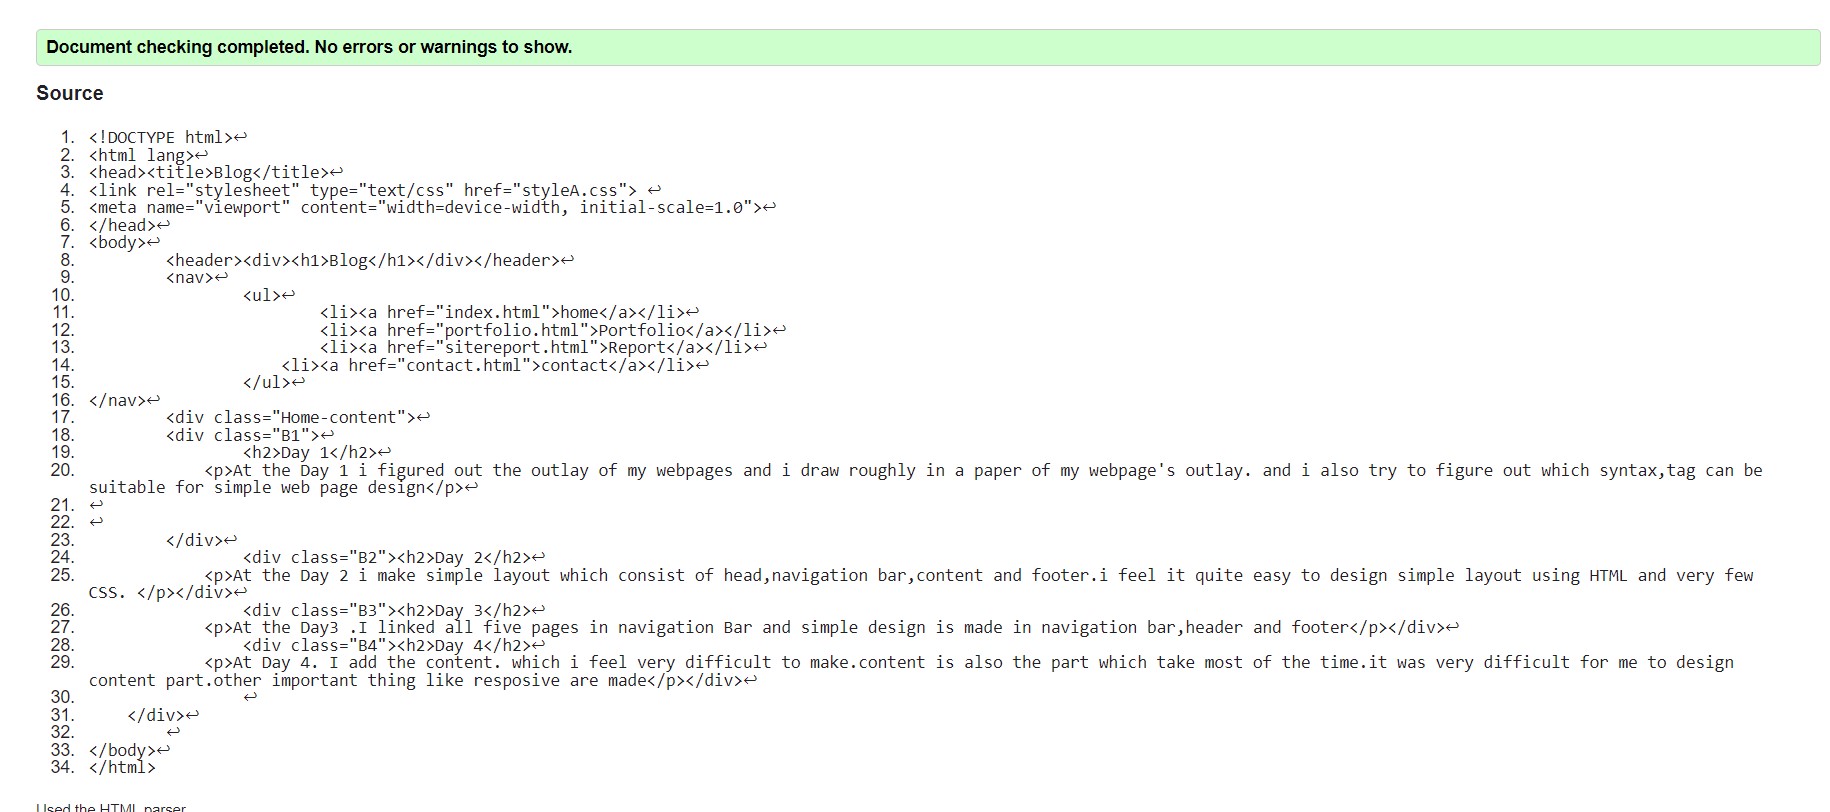 Document checking completed. No errors or warnings to show.
Source
1. <!DOCTYPE html>↩
2. <html lang>↩
3. <head><title>Blog</title>↩
4. <link rel="stylesheet" type="text/css" href="styleA.css"> ↩
5. <meta name="viewport" content="width=device-width, initial-scale=1.0">↩
6. </head>↩
7. <body>↩
8. <header><div><h1>Blog</h1></div></header>↩
9. <nav>↩
10. <ul>↩
11. <li><a href="index.html">home</a></li>↩
12. <li><a href="portfolio.html">Portfolio</a></li>↩
13. <li><a href="sitereport.html">Report</a></li>↩
14. <li><a href="contact.html">contact</a></li>↩
15. </ul>↩
16. </nav>↩
17. <div class="Home-content">↩
18. <div class="B1">↩
19. <h2>Day 1</h2>↩
20. <p>At the Day 1 i figured out the outlay of my webpages and i draw roughly in a paper of my webpage's outlay. and i also try to figure out which syntax,tag can be
suitable for simple web page design</p>↩
21. ↩
22. ↩
23. </div>↩
24. <div class="B2"><h2>Day 2</h2>↩
25. <p>At the Day 2 i make simple layout which consist of head,navigation bar,content and footer.i feel it quite easy to design simple layout using HTML and very few
CSS. </p></div>↩
26. <div class="B3"><h2>Day 3</h2>↩
27. <p>At the Day3 .I linked all five pages in navigation Bar and simple design is made in navigation bar,header and footer</p></div>↩
28. <div class="B4"><h2>Day 4</h2>↩
29. <p>At Day 4. I add the content. which i feel very difficult to make.content is also the part which take most of the time.it was very difficult for me to design
content part.other important thing like resposive are made</p></div>↩
30. ↩
31. </div>↩
32. ↩
33. </body>↩
34. </html>
Used the HTML parser.